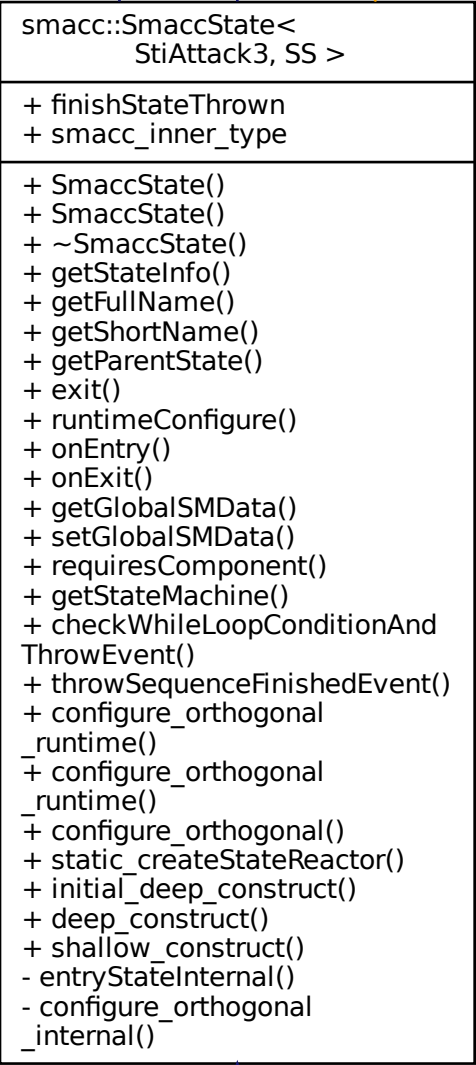 smacc::SmaccState<
StiAttack3, SS >
+ finishStateThrown
+ smacc_inner_type
+ SmaccState()
+ SmaccState()
+ ~SmaccState()
+ getStateInfo()
+ getFullName()
+ getShortName()
+ getParentState()
+ exit()
+ runtimeConfigure()
+ onEntry()
+ onExit()
+ getGlobalSMData()
+ setGlobalSMData()
+ requiresComponent()
+ getStateMachine()
+ checkWhileLoopConditionAnd
ThrowEvent()
+ throwSequenceFinishedEvent()
+ configure_orthogonal
_runtime()
+ configure_orthogonal
_runtime()
+ configure_orthogonal()
+ static_createStateReactor()
+ initial_deep_construct()
+ deep_construct()
+ shallow_construct()
- entryStateInternal()
- configure_orthogonal
_internal()